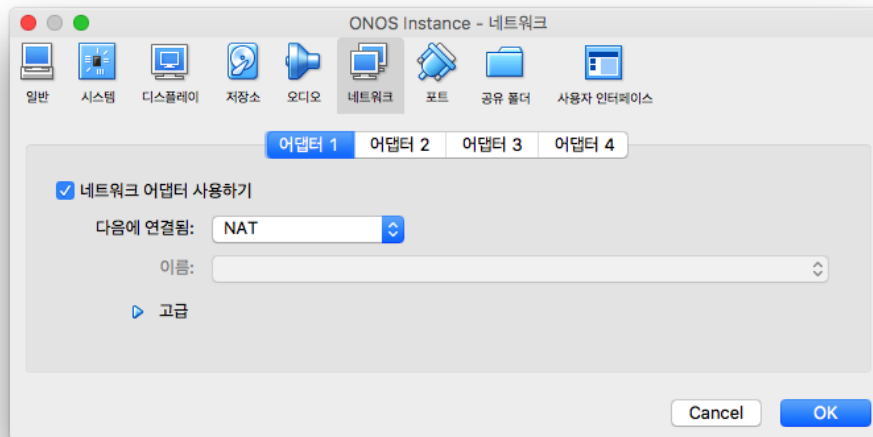 ONOS Instance - 네트워크
일반 시스템 디스플레이 저장소 오디오 네트워크 포트 공유 폴더 사용자 인터페이스
어댑터 1 어댑터 2 어댑터 3 어댑터 4
네트워크 어댑터 사용하기
다음에 연결됨: NAT
이름:
고급
Cancel OK